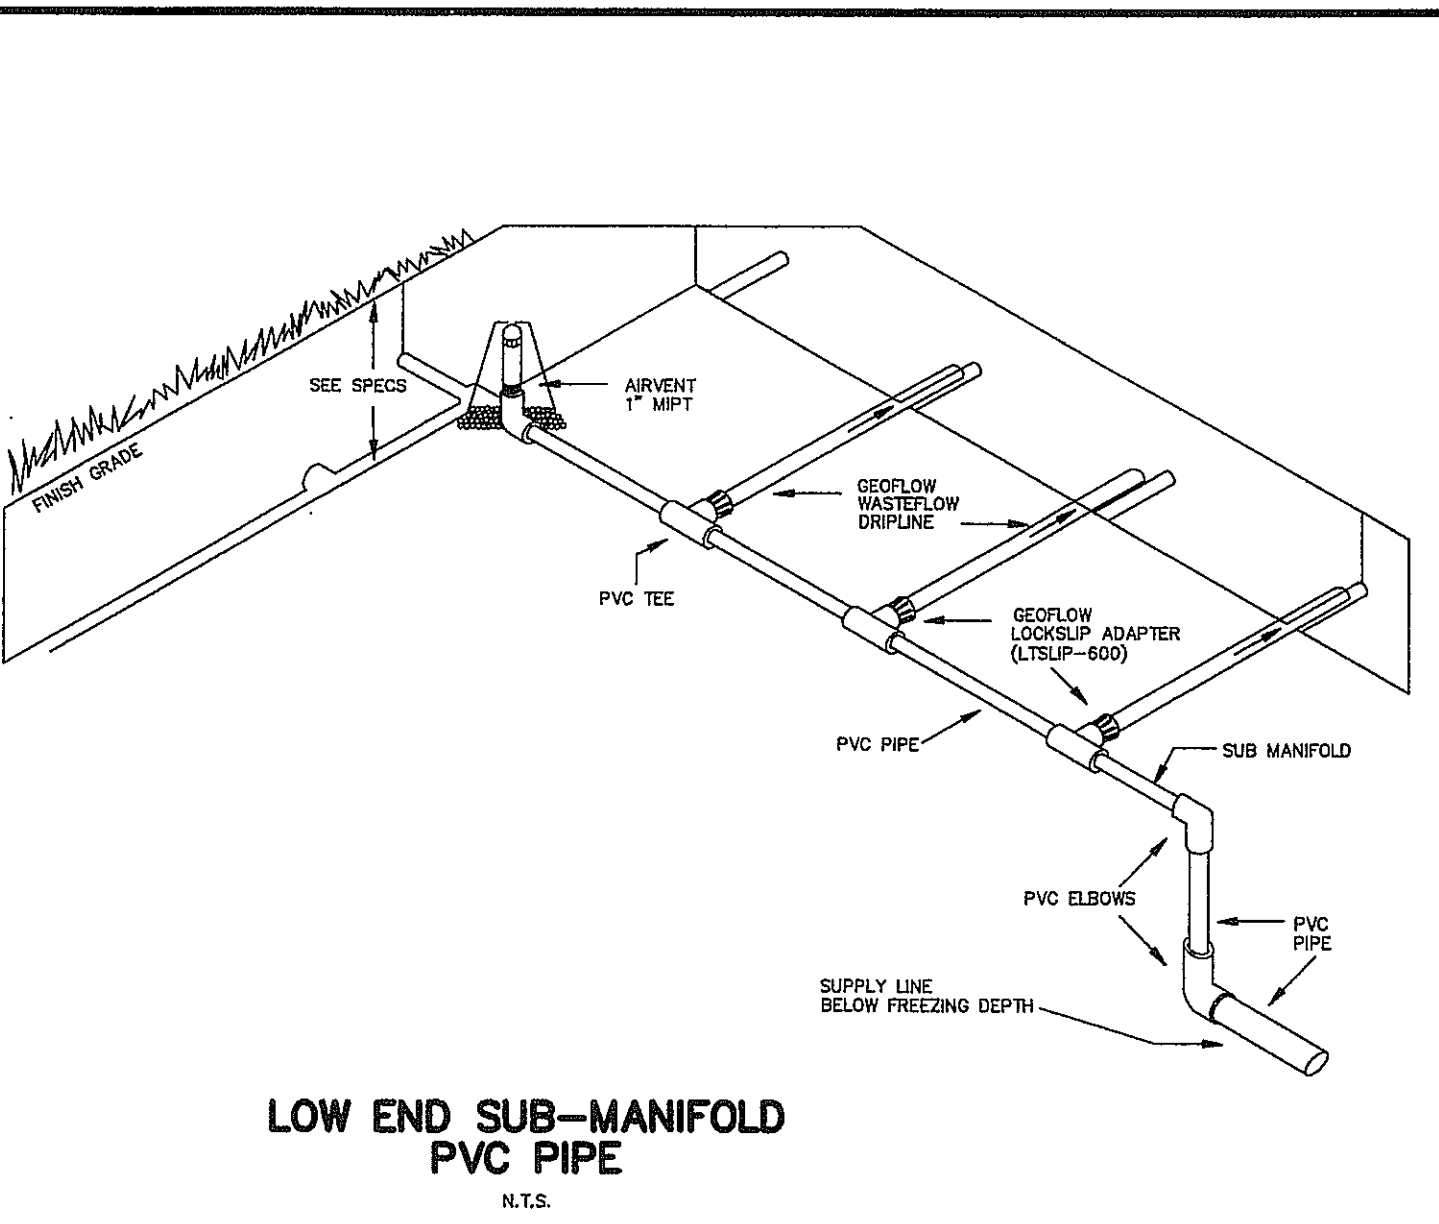 SEE SPECS
AIRVENT
1" MIPT
FINISH GRADE
GEOFLOW
WASTEFLOW
DRIPLINE
PVC TEE
GEOFLOW
LOCKSLIP ADAPTER
(LTSLIP-600)
PVC PIPE
SUB MANIFOLD
PVC ELBOWS
PVC
PIPE
SUPPLY LINE
BELOW FREEZING DEPTH
LOW END SUB-MANIFOLD
PVC PIPE
N.T.S.